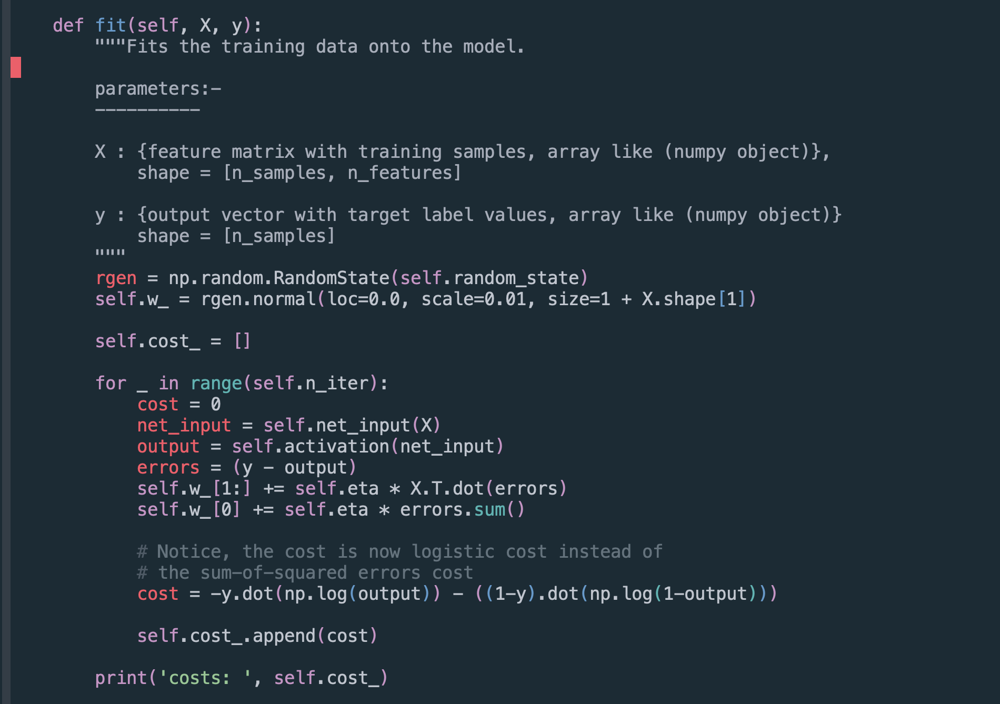 def fit(self, X, y):
"""Fits the training data onto the model.
parameters:-
----------
X : {feature matrix with training samples, array like (numpy object)},
shape = [n_samples, n_features]
y : {output vector with target label values, array like (numpy object)}
shape = [n_samples]
"""
rgen = np.random.RandomState(self.random_state)
self.w_ = rgen.normal(loc=0.0, scale=0.01, size=1 + X.shape[1])
self.cost_ = []
for _ in range(self.n_iter):
cost = 0
net_input = self.net_input(X)
output = self.activation(net_input)
errors = (y - output)
self.w_[1:] += self.eta * X.T.dot(errors)
self.w_[0] += self.eta * errors.sum()
# Notice, the cost is now logistic cost instead of
# the sum-of-squared errors cost
cost = -y.dot(np.log(output)) - ((1-y).dot(np.log(1-output)))
self.cost_.append(cost)
print('costs: ', self.cost_)